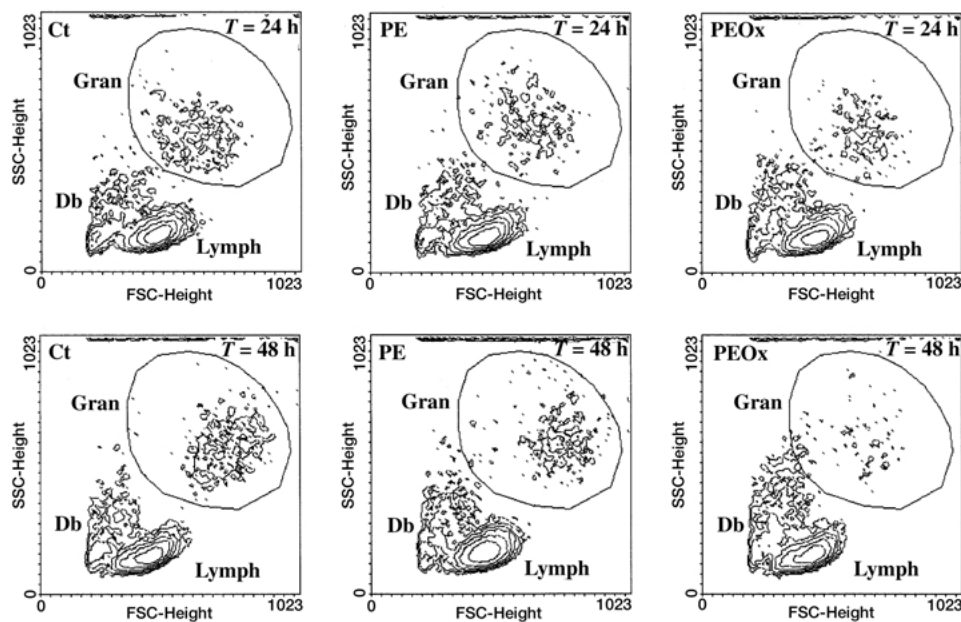 Ct T = 24 h
1023
SSC-Height
Gran
Db
Lymph
0
0 1023
FSC-Height
PE T = 24 h
1023
SSC-Height
Gran
Db
Lymph
0
0 1023
FSC-Height
PEOx T = 24 h
1023
SSC-Height
Gran
Db
Lymph
0
0 1023
FSC-Height
Ct T = 48 h
1023
SSC-Height
Gran
Db
Lymph
0
0 1023
FSC-Height
PE T = 48 h
1023
SSC-Height
Gran
Db
Lymph
0
0 1023
FSC-Height
PEOx T = 48 h
1023
SSC-Height
Gran
Db
Lymph
0
0 1023
FSC-Height